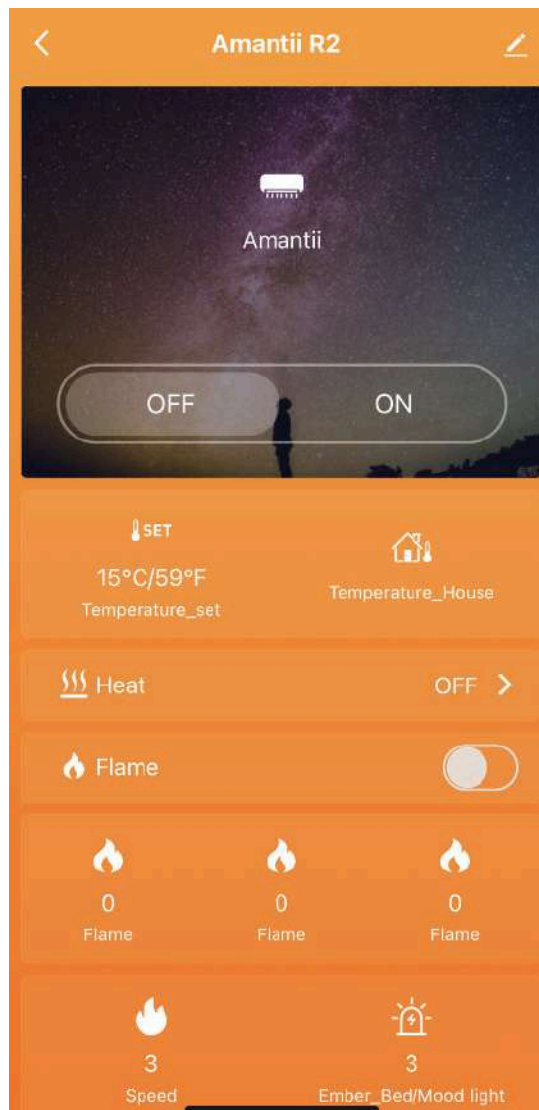 Amantii R2
Amantii
OFF ON
SET
15°C/59°F
Temperature_set
Temperature_House
Heat OFF
Flame
0 0 0
Flame Flame Flame
3 3
Speed Ember_Bed/Mood light